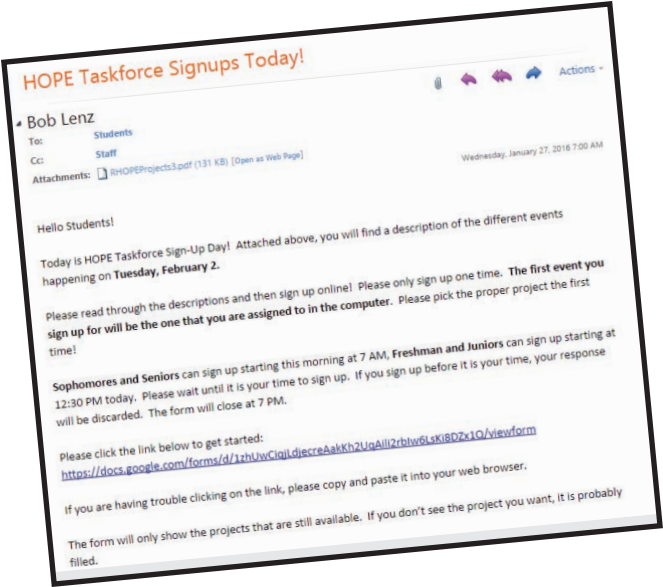 HOPE Taskforce Signups Today!
Actions
Bob Lenz
To: Students
Cc: Staff
Attachments: RHOPEProjects3.pdf (131 KB) [Open as Web Page]
Wednesday, January 27, 2016 7:00 AM
Hello Students!
Today is HOPE Taskforce Sign-Up Day! Attached above, you will find a description of the different events
happening on Tuesday, February 2.
Please read through the descriptions and then sign up online! Please only sign up one time. The first event you
sign up for will be the one that you are assigned to in the computer. Please pick the proper project the first
time!
Sophomores and Seniors can sign up starting this morning at 7 AM, Freshman and Juniors can sign up starting at
12:30 PM today. Please wait until it is your time to sign up. If you sign up before it is your time, your response
will be discarded. The form will close at 7 PM.
Please click the link below to get started:
If you are having trouble clicking on the link, please copy and paste it into your web browser.
The form will only show the projects that are still available. If you don't see the project you want, it is probably
filled.